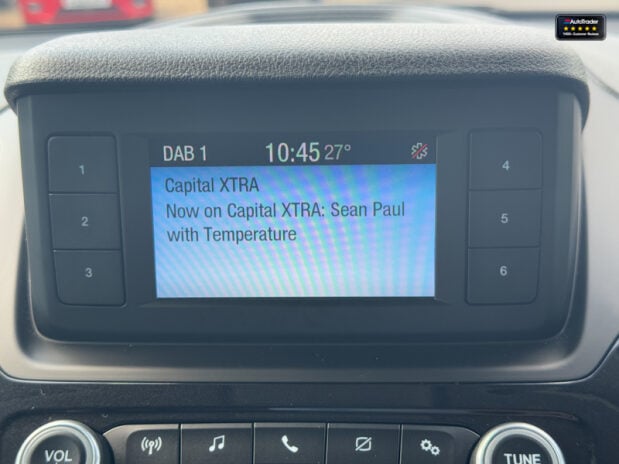 AutoTrader
DAB 1 10:45 27°
Capital XTRA
Now on Capital XTRA: Sean Paul
with Temperature
1
2
3
4
5
6
VOL
TUNE